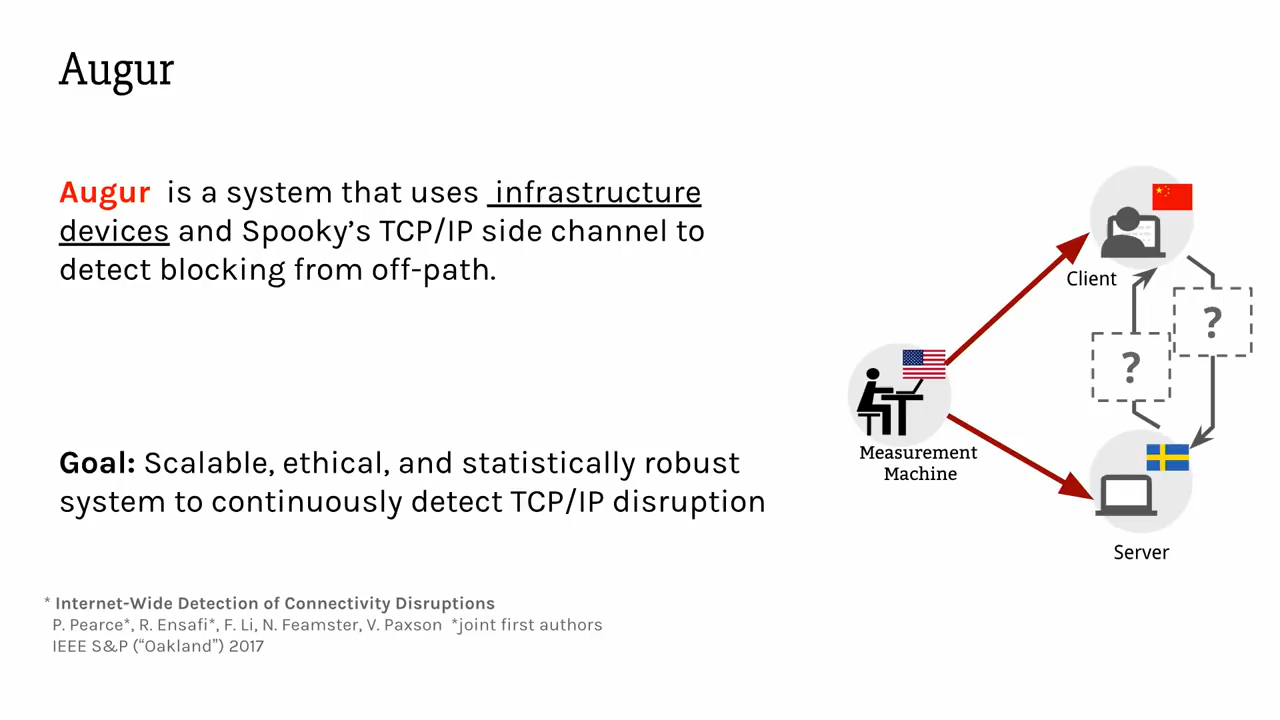 Augur
Augur is a system that uses infrastructure
devices and Spooky’s TCP/IP side channel to
detect blocking from off-path.
Client
?
?
Measurement
Machine
Goal: Scalable, ethical, and statistically robust
system to continuously detect TCP/IP disruption
Server
* Internet-Wide Detection of Connectivity Disruptions
P. Pearce*, R. Ensafi*, F. Li, N. Feamster, V. Paxson *joint first authors
IEEE S&P (“Oakland”) 2017